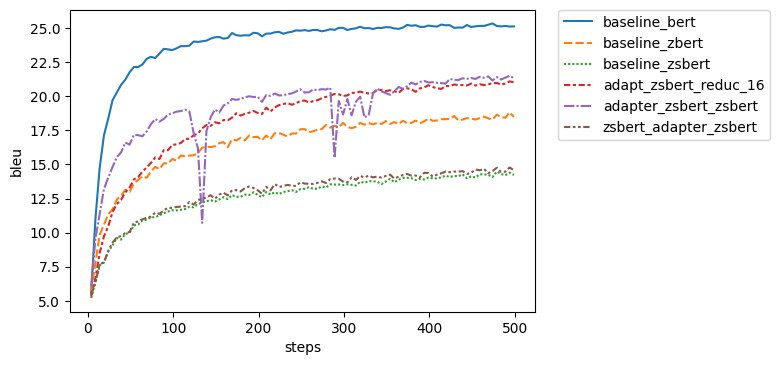 25.0
22.5
20.0
17.5
15.0
12.5
10.0
7.5
5.0
bleu
0 100 200 300 400 500
steps
baseline_bert
baseline_zbert
baseline_zsbert
adapt_zsbert_reduc_16
adapter_zsbert_zsbert
zsbert_adapter_zsbert